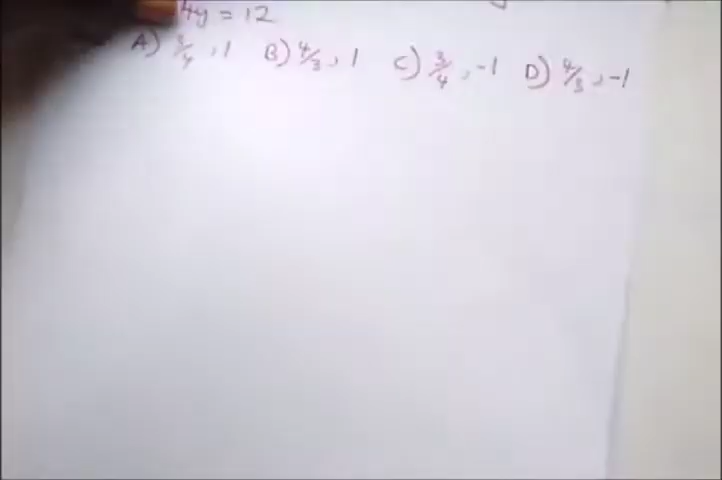 4y = 12
A) 3/4, 1 B) 4/3, 1 C) 3/4, -1 D) 4/3, -1